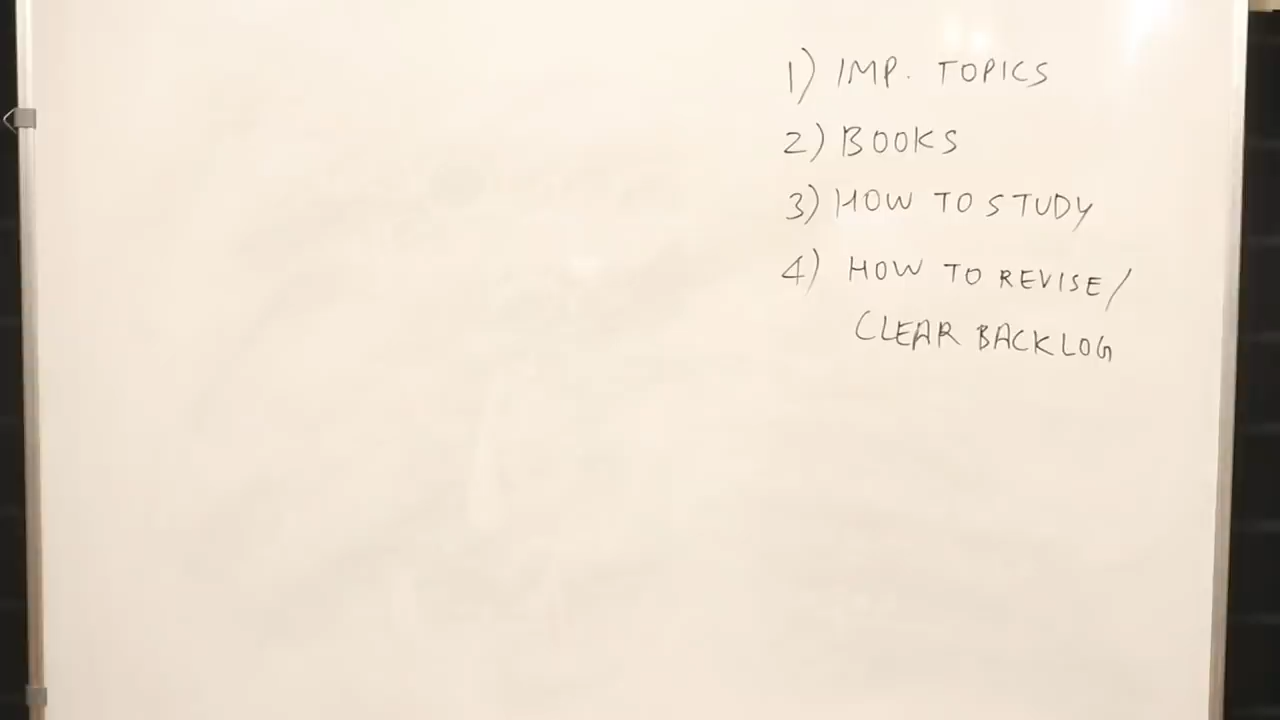 1) IMP. TOPICS
2) BOOKS
3) HOW TO STUDY
4) HOW TO REVISE/
CLEAR BACKLOG